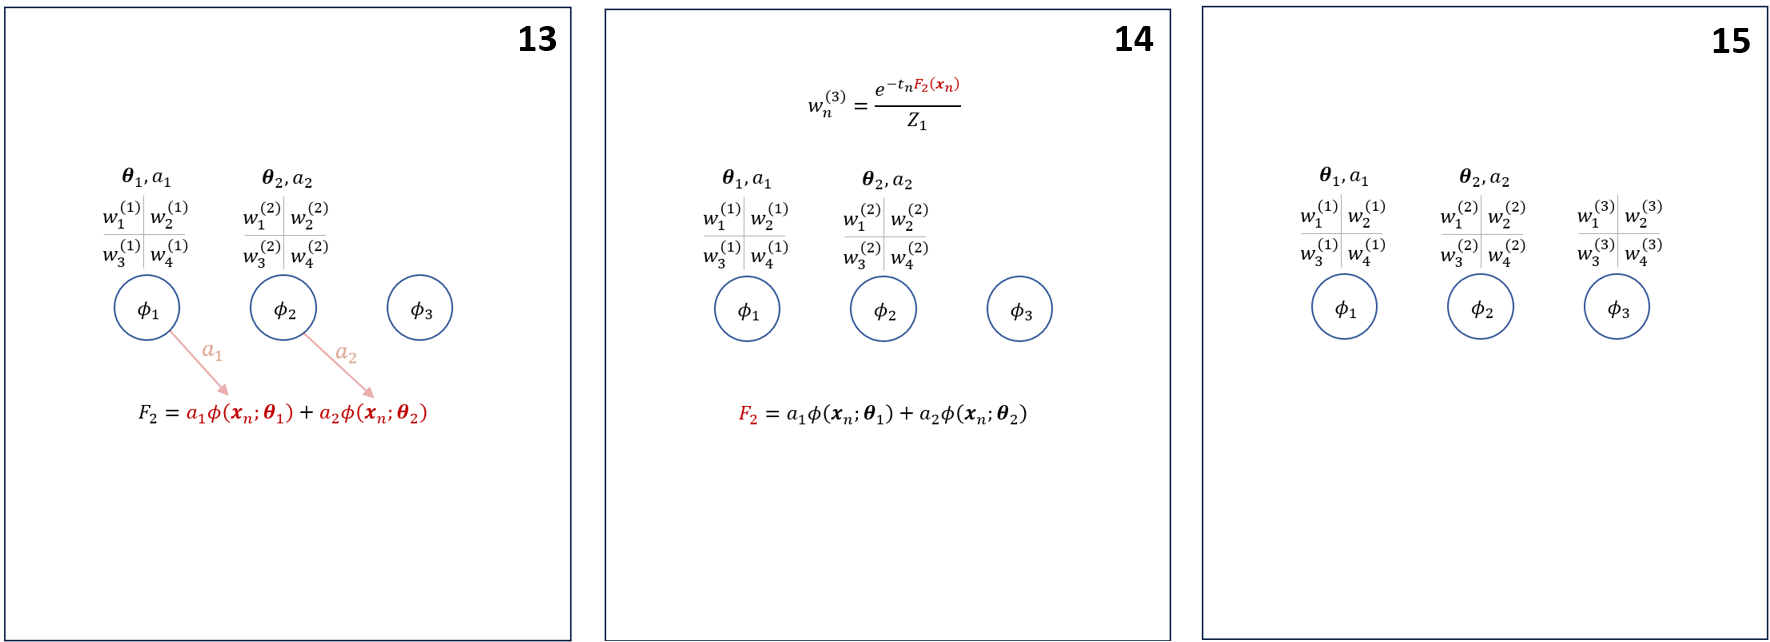 13
𝜽₁, a₁ 𝜽₂, a₂
w₁⁽¹⁾ w₂⁽¹⁾ w₁⁽²⁾ w₂⁽²⁾
w₃⁽¹⁾ w₄⁽¹⁾ w₃⁽²⁾ w₄⁽²⁾
ϕ₁ ϕ₂ ϕ₃
a₁ a₂
F₂ = a₁ϕ(𝒙ₙ; 𝜽₁) + a₂ϕ(𝒙ₙ; 𝜽₂)
14
wₙ⁽³⁾ = e^(−tₙF₂(𝒙ₙ)) / Z₁
𝜽₁, a₁ 𝜽₂, a₂
w₁⁽¹⁾ w₂⁽¹⁾ w₁⁽²⁾ w₂⁽²⁾
w₃⁽¹⁾ w₄⁽¹⁾ w₃⁽²⁾ w₄⁽²⁾
ϕ₁ ϕ₂ ϕ₃
F₂ = a₁ϕ(𝒙ₙ; 𝜽₁) + a₂ϕ(𝒙ₙ; 𝜽₂)
15
𝜽₁, a₁ 𝜽₂, a₂
w₁⁽¹⁾ w₂⁽¹⁾ w₁⁽²⁾ w₂⁽²⁾ w₁⁽³⁾ w₂⁽³⁾
w₃⁽¹⁾ w₄⁽¹⁾ w₃⁽²⁾ w₄⁽²⁾ w₃⁽³⁾ w₄⁽³⁾
ϕ₁ ϕ₂ ϕ₃